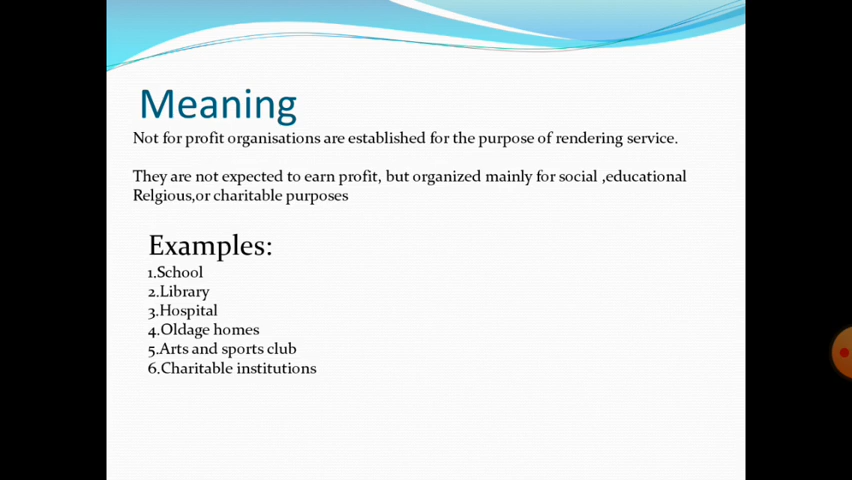 Meaning
Not for profit organisations are established for the purpose of rendering service.
They are not expected to earn profit, but organized mainly for social ,educational
Relgious,or charitable purposes
Examples:
1.School
2.Library
3.Hospital
4.Oldage homes
5.Arts and sports club
6.Charitable institutions